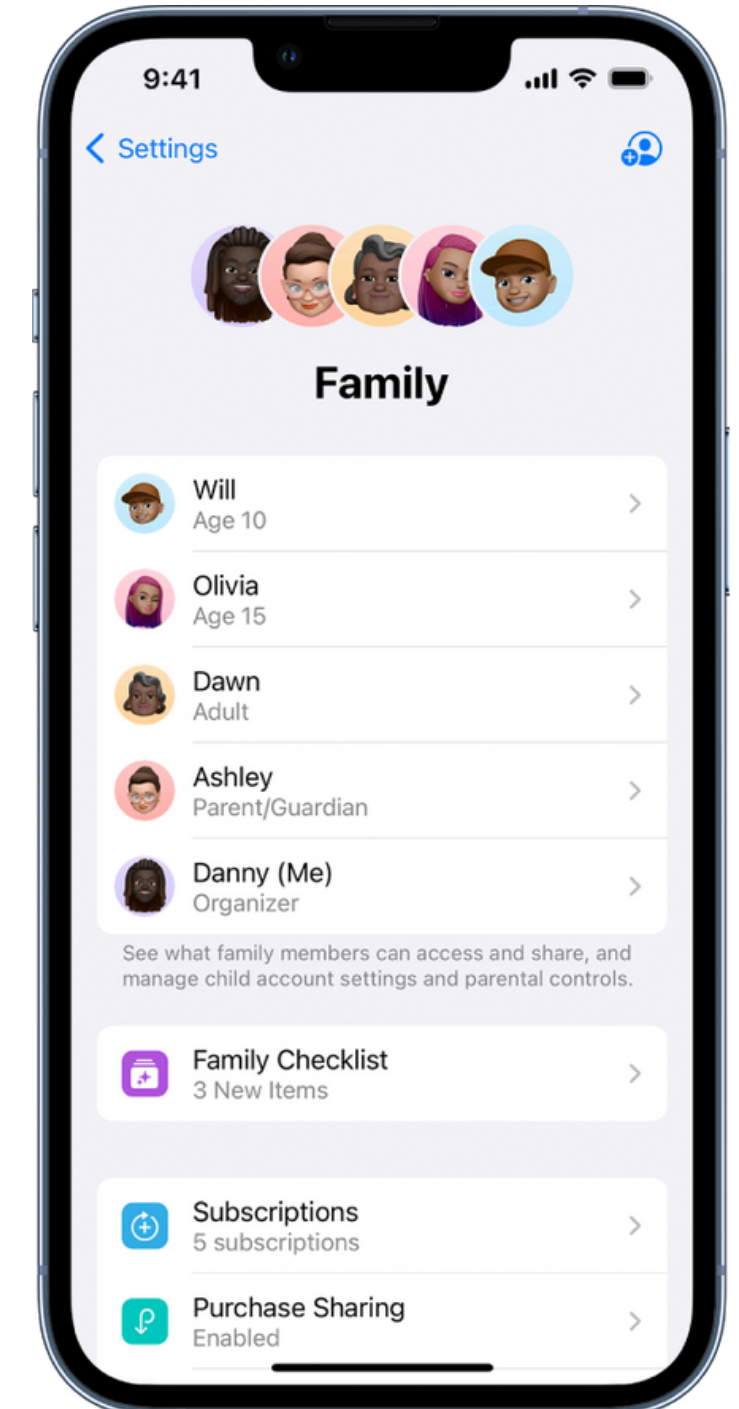 9:41
Settings
Family
Will
Age 10
Olivia
Age 15
Dawn
Adult
Ashley
Parent/Guardian
Danny (Me)
Organizer
See what family members can access and share, and
manage child account settings and parental controls.
Family Checklist
3 New Items
Subscriptions
5 subscriptions
Purchase Sharing
Enabled